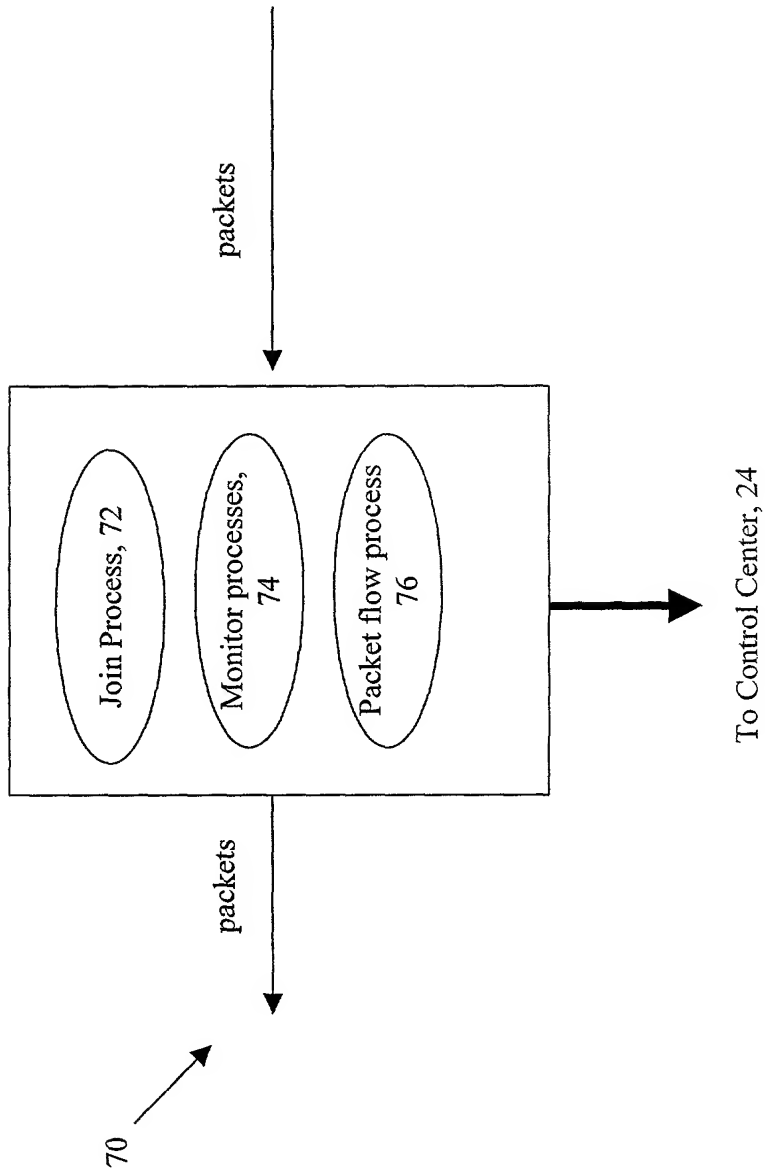 70
Join Process, 72
packets
packets
Monitor processes,
74
Packet flow process
76
To Control Center, 24